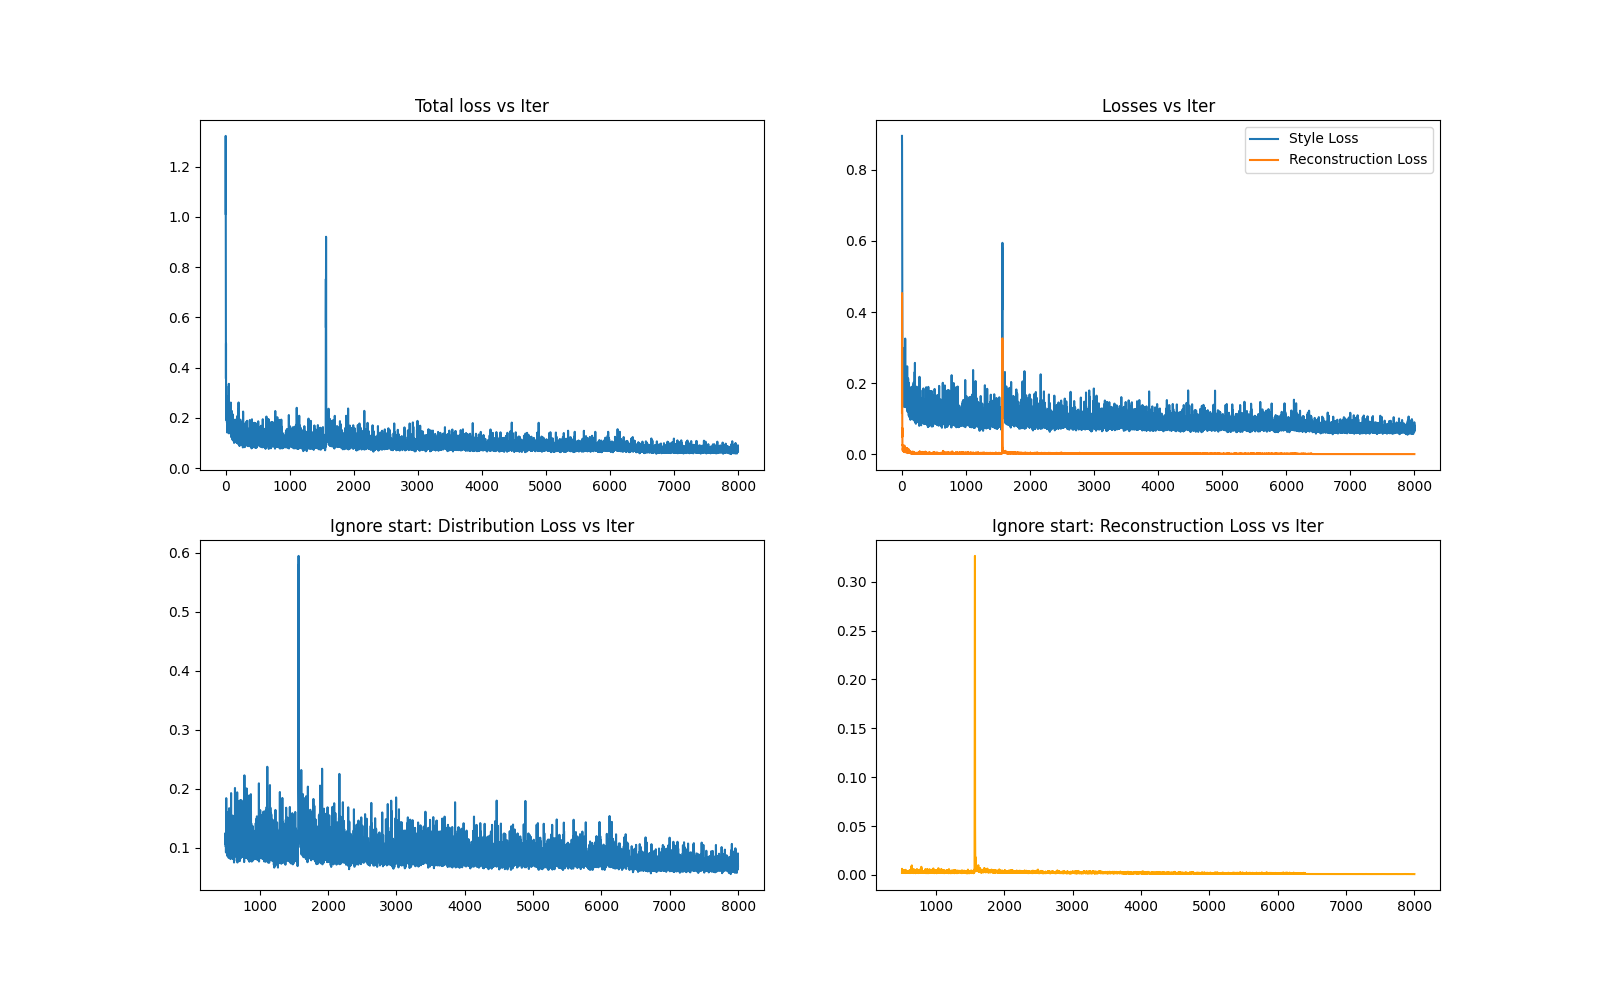 Total loss vs Iter
1.2
1.0
0.8
0.6
0.4
0.2
0.0
0 1000 2000 3000 4000 5000 6000 7000 8000
Losses vs Iter
Style Loss
Reconstruction Loss
0.8
0.6
0.4
0.2
0.0
0 1000 2000 3000 4000 5000 6000 7000 8000
Ignore start: Distribution Loss vs Iter
0.6
0.5
0.4
0.3
0.2
0.1
1000 2000 3000 4000 5000 6000 7000 8000
Ignore start: Reconstruction Loss vs Iter
0.30
0.25
0.20
0.15
0.10
0.05
0.00
1000 2000 3000 4000 5000 6000 7000 8000